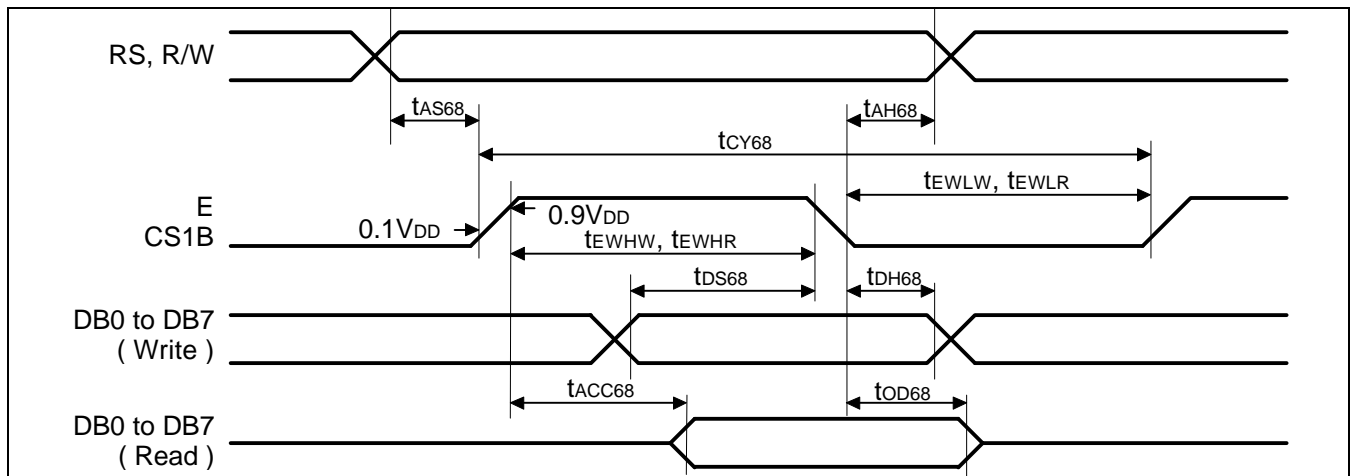 RS, R/W
tAS68
tAH68
tCY68
tEWLW, tEWLR
E
CS1B
0.1VDD
0.9VDD
tEWHW, tEWHR
tDS68
tDH68
DB0 to DB7
( Write )
tACC68
tOD68
DB0 to DB7
( Read )